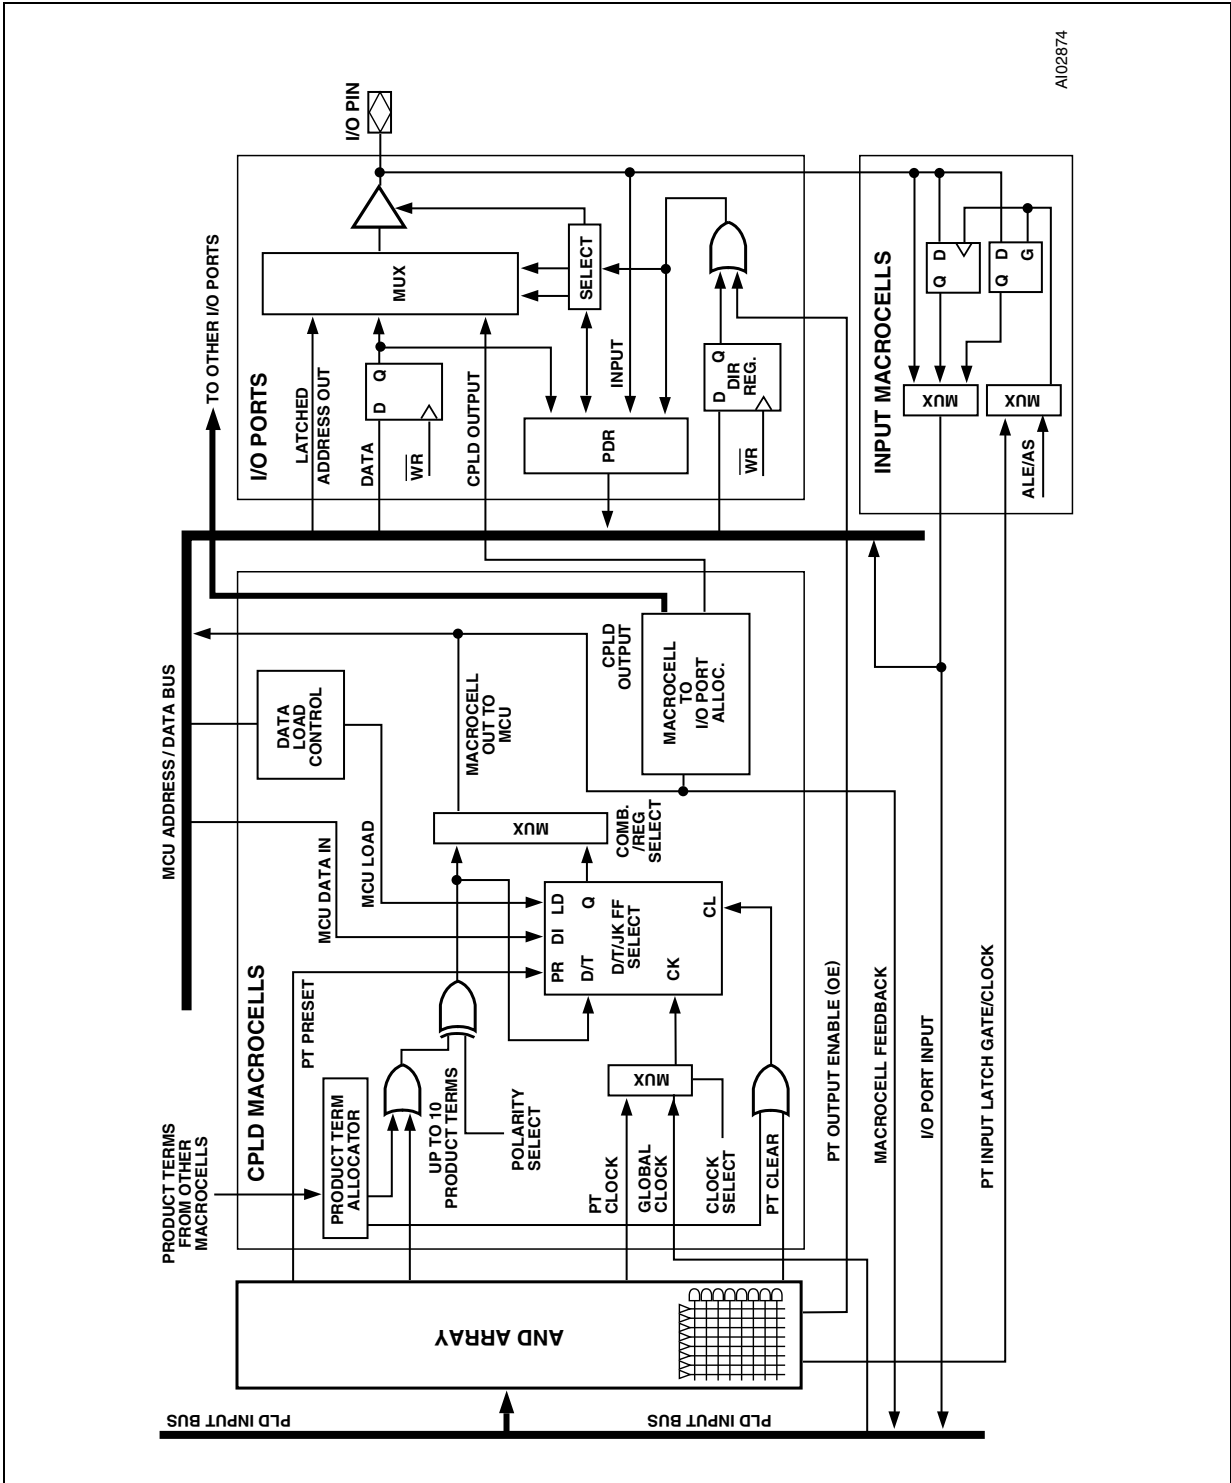 AI02874
PLD INPUT BUS
PLD INPUT BUS
AND ARRAY
PRODUCT TERMS
FROM OTHER
MACROCELLS
CPLD MACROCELLS
PT PRESET
PRODUCT TERM
ALLOCATOR
UP TO 10
PRODUCT TERMS
POLARITY
SELECT
PT
CLOCK
GLOBAL
CLOCK
CLOCK
SELECT
PT CLEAR
MUX
MCU ADDRESS / DATA BUS
MCU DATA IN
MCU LOAD
DATA
LOAD
CONTROL
PR
DI
LD
D/T
Q
D/T/JK FF
SELECT
CK
CL
MUX
COMB.
/REG
SELECT
MACROCELL
OUT TO
MCU
CPLD
OUTPUT
MACROCELL
TO
I/O PORT
ALLOC.
TO OTHER I/O PORTS
I/O PORTS
LATCHED
ADDRESS OUT
DATA
WR
D
Q
CPLD OUTPUT
MUX
SELECT
INPUT
PDR
D
Q
DIR
REG.
WR
I/O PIN
INPUT MACROCELLS
MUX
MUX
ALE/AS
Q
D
Q
D
G
PT OUTPUT ENABLE (OE)
MACROCELL FEEDBACK
I/O PORT INPUT
PT INPUT LATCH GATE/CLOCK